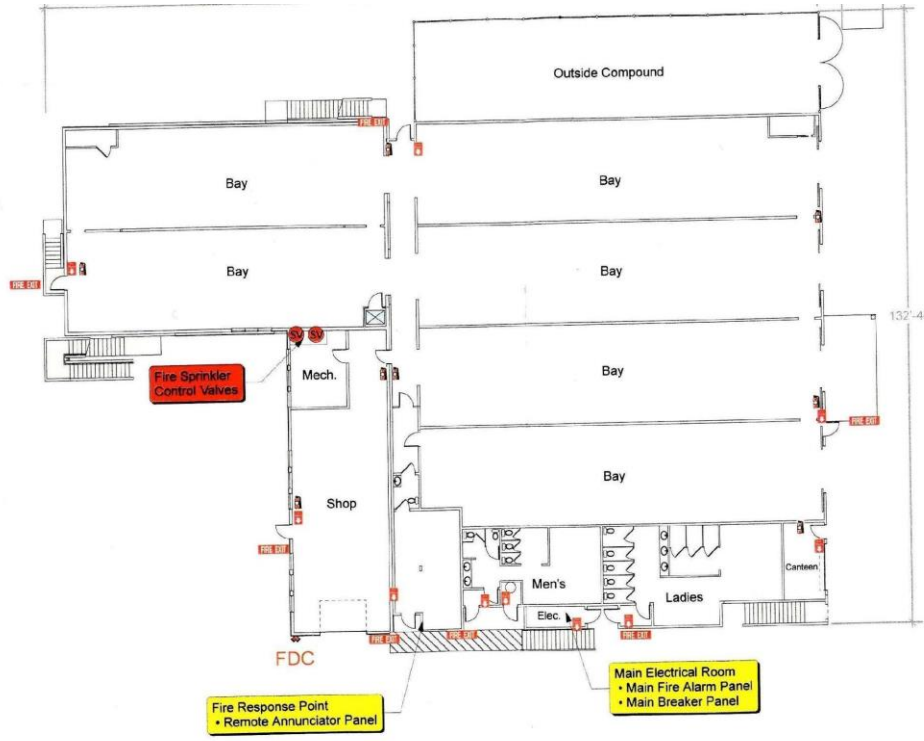 Outside Compound
FIRE EXIT
Bay
Bay
Bay
Bay
FIRE EXIT
132'-4
SV SV
Fire Sprinkler
Control Valves
Mech.
Bay
FIRE EXIT
Bay
Shop
FIRE EXIT
Canteen
Men's
Ladies
Elec.
FIRE EXIT
FIRE EXIT
FIRE EXIT
FDC
Fire Response Point
• Remote Annunciator Panel
Main Electrical Room
• Main Fire Alarm Panel
• Main Breaker Panel